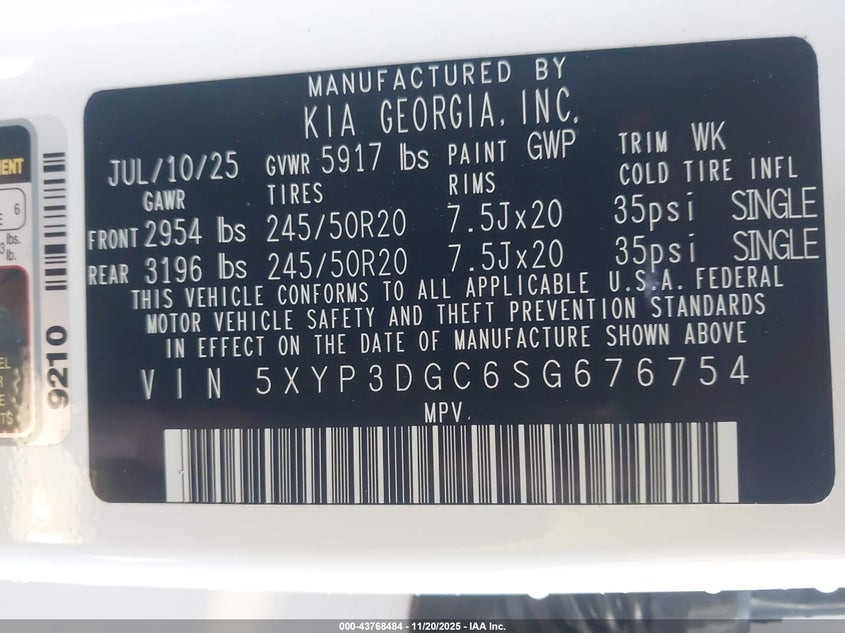 MANUFACTURED BY
KIA GEORGIA, INC.
JUL/10/25 GVWR 5917 lbs PAINT GWP TRIM WK
GAWR TIRES RIMS COLD TIRE INFL
FRONT 2954 lbs 245/50R20 7.5Jx20 35psi SINGLE
REAR 3196 lbs 245/50R20 7.5Jx20 35psi SINGLE
THIS VEHICLE CONFORMS TO ALL APPLICABLE U.S.A. FEDERAL
MOTOR VEHICLE SAFETY AND THEFT PREVENTION STANDARDS
IN EFFECT ON THE DATE OF MANUFACTURE SHOWN ABOVE
VIN 5XYP3DGC6SG676754
MPV
9210
6
lbs.
lb.
000-43768484 - 11/20/2025 - IAA Inc.